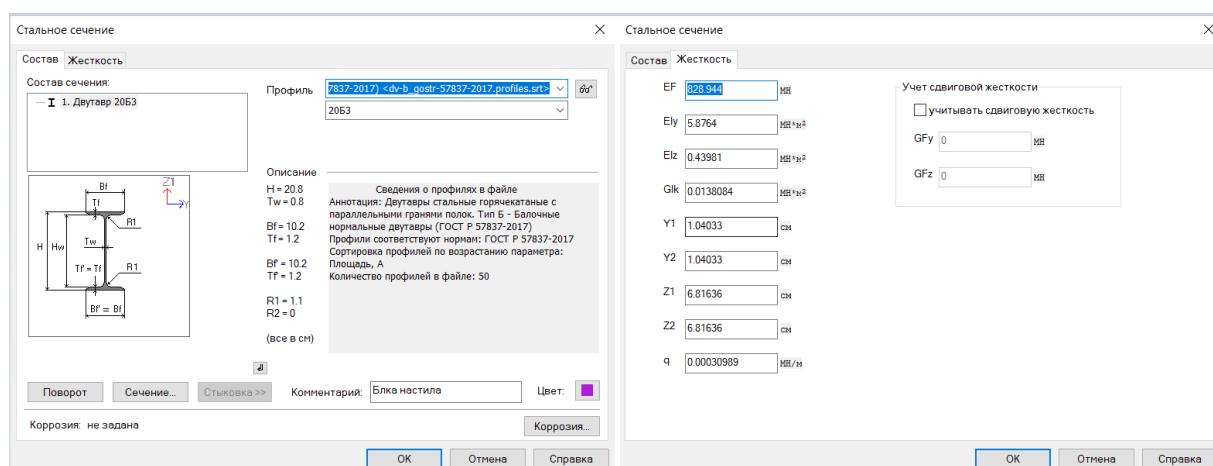 Стальное сечение
Состав Жесткость
Состав сечения:
1. Двутавр 20Б3
Профиль
7837-2017) <dv-b_gostr-57837-2017.profiles.srt>
20Б3
Bf
Tf
R1
H
Hw
Tw
Tf' = Tf
R1
Bf' = Bf
Z1
Y
Описание
H = 20.8
Tw = 0.8
Bf = 10.2
Tf = 1.2
Bf' = 10.2
Tf' = 1.2
R1 = 1.1
R2 = 0
(все в см)
Сведения о профилях в файле
Аннотация: Двутавры стальные горячекатаные с
параллельными гранями полок. Тип Б - Балочные
нормальные двутавры (ГОСТ Р 57837-2017)
Профили соответствуют нормам: ГОСТ Р 57837-2017
Сортировка профилей по возрастанию параметра:
Площадь, A
Количество профилей в файле: 50
Поворот Сечение... Стыковка >> Комментарий: Блка настила Цвет:
Коррозия: не задана Коррозия...
OK Отмена Справка
Стальное сечение
Состав Жесткость
EF 828.944 МН
EIy 5.8764 МН*м²
EIz 0.43981 МН*м²
GIk 0.0138084 МН*м²
Y1 1.04033 см
Y2 1.04033 см
Z1 6.81636 см
Z2 6.81636 см
q 0.00030989 МН/м
Учет сдвиговой жесткости
учитывать сдвиговую жесткость
GFy 0 МН
GFz 0 МН
OK Отмена Справка